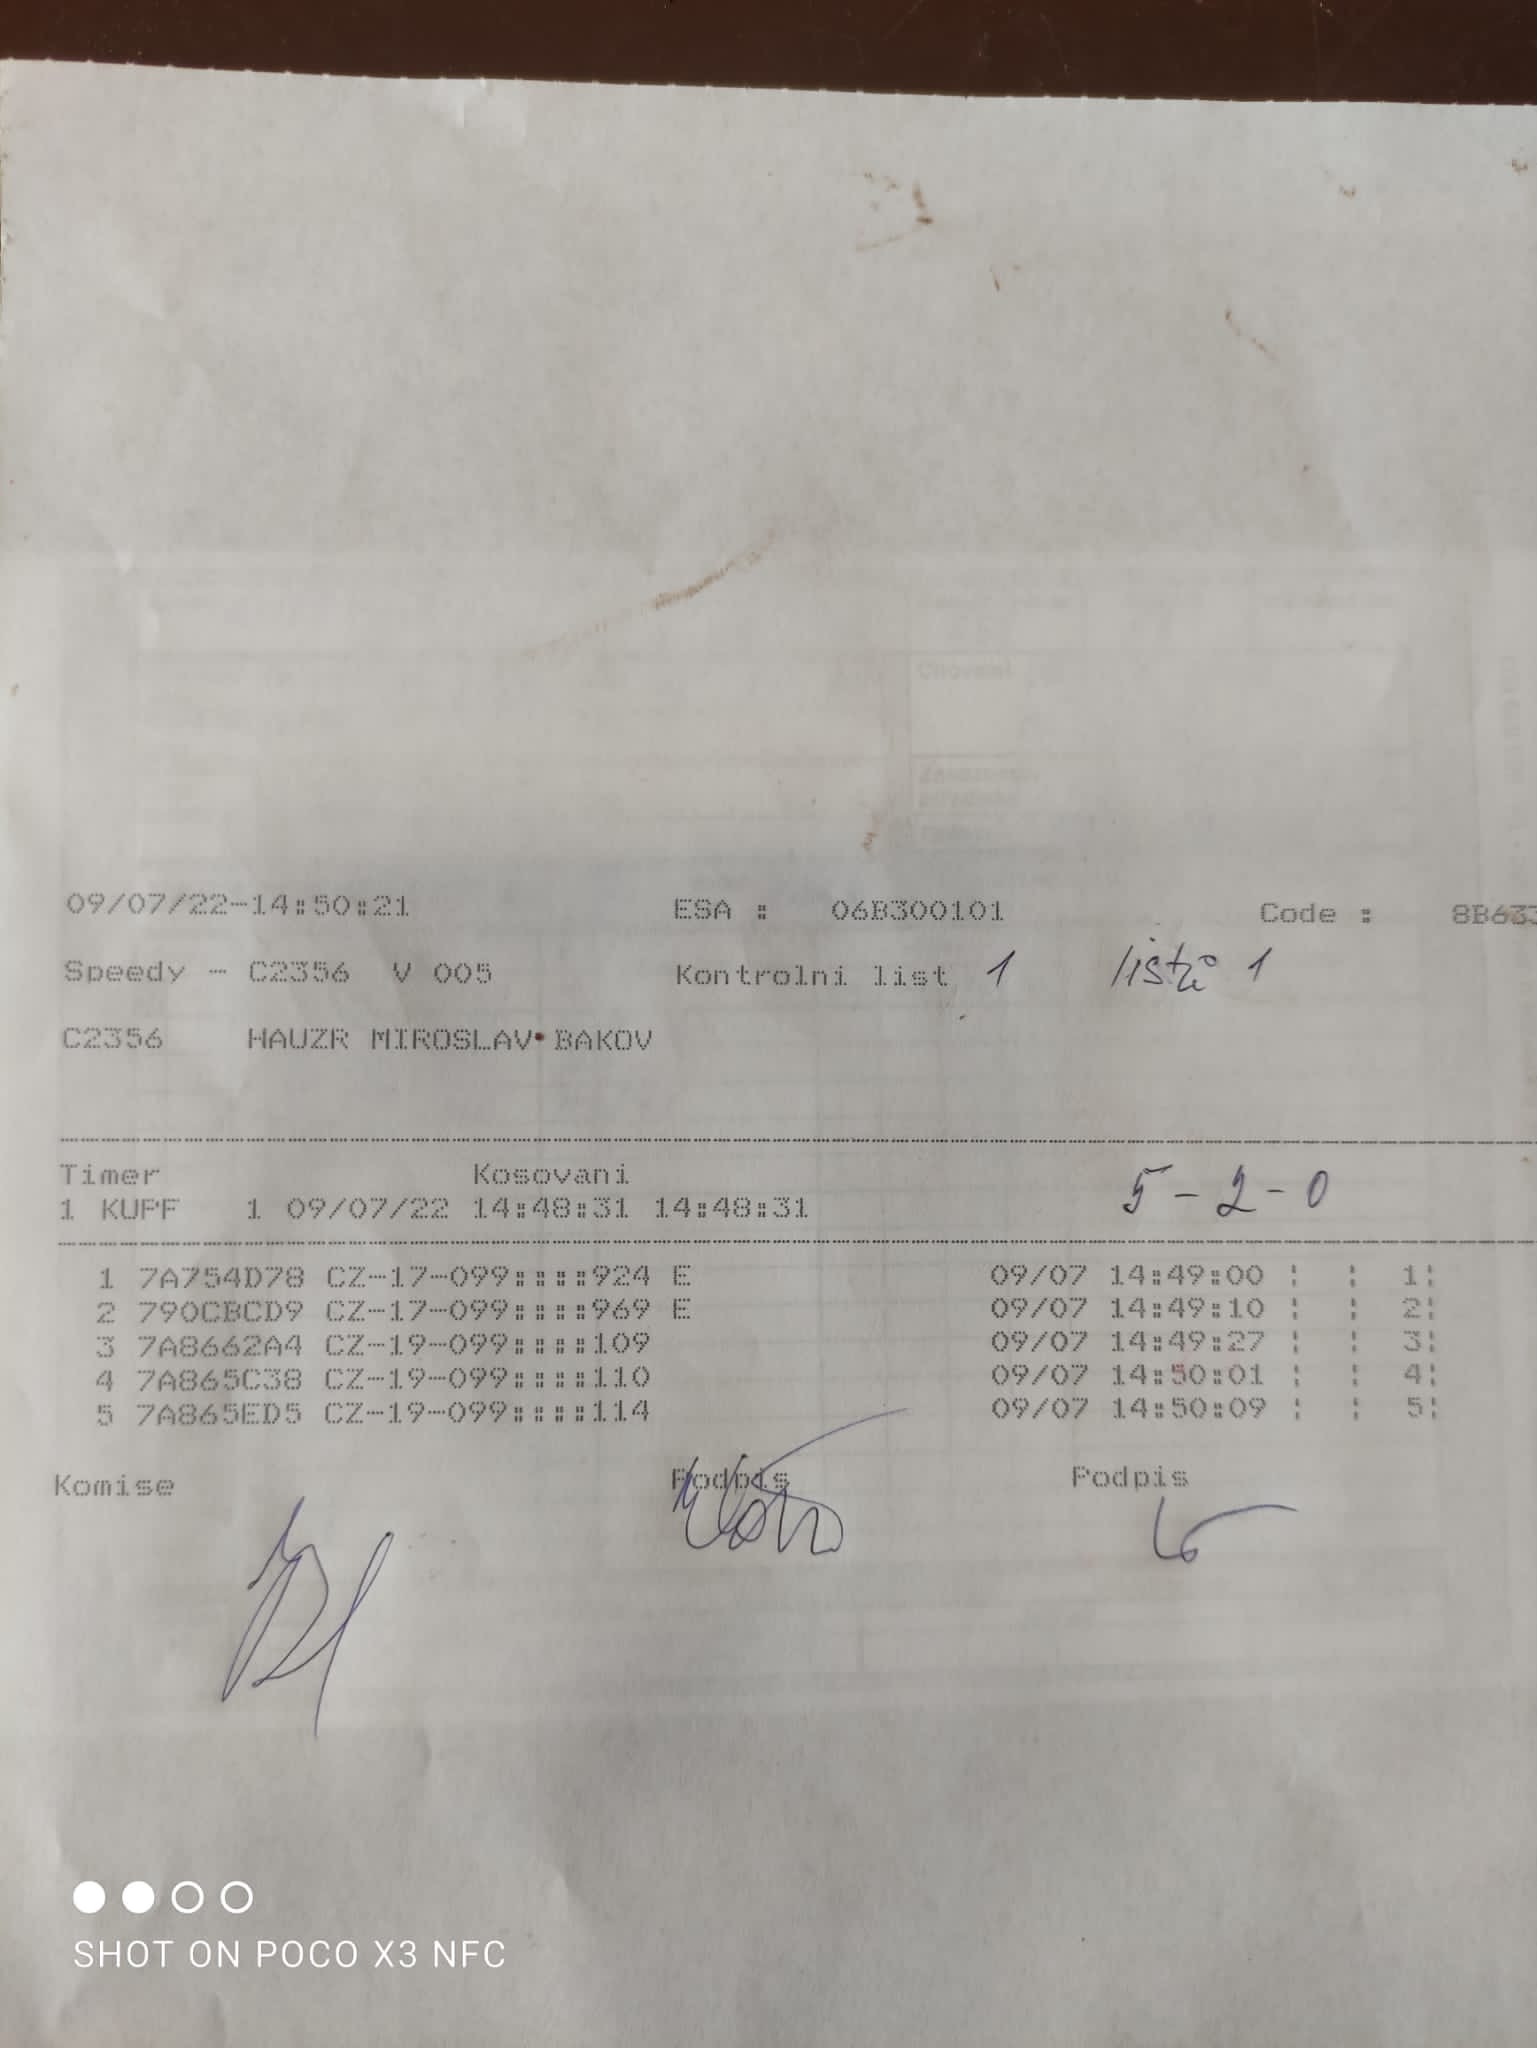 09/07/22-14:50:21 ESA : 06B300101 Code : 8B633
Speedy - C2356 V 005 Kontrolni list 1 lístků 1
C2356 HAUZR MIROSLAV BAKOV
Timer Kosovani
1 KUPF 1 09/07/22 14:48:31 14:48:31 5-2-0
1 7A754D78 CZ-17-099::::924 E 09/07 14:49:00 : : 1:
2 790CBCD9 CZ-17-099::::969 E 09/07 14:49:10 : : 2:
3 7A8662A4 CZ-19-099::::109 09/07 14:49:27 : : 3:
4 7A865C38 CZ-19-099::::110 09/07 14:50:01 : : 4:
5 7A865ED5 CZ-19-099::::114 09/07 14:50:09 : : 5:
Komise Podpis Podpis
SHOT ON POCO X3 NFC